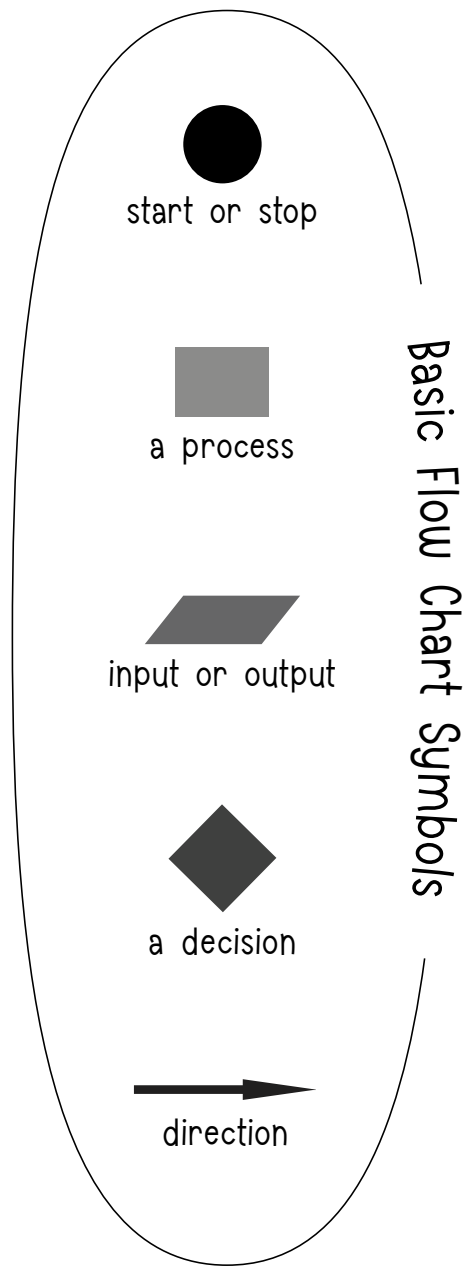 start or stop
a process
input or output
a decision
direction
Basic Flow Chart Symbols